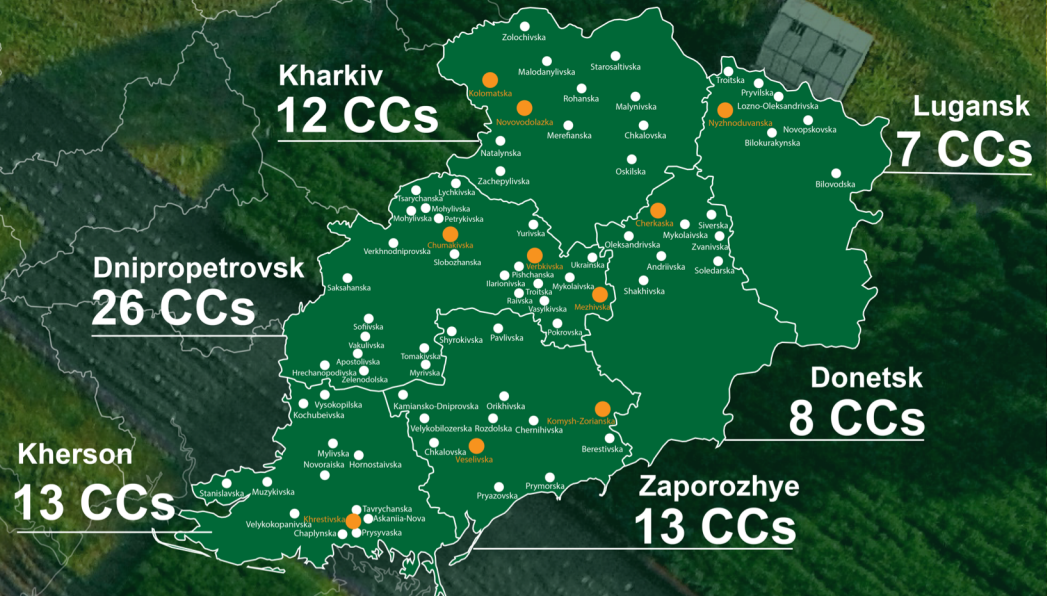 Kharkiv
12 CCs
Zolochivska
Malodanylivska
Starosaltivska
Kolomatska
Rohanska
Malynivska
Novovodolazka
Merefianska
Chkalovska
Natalynska
Oskilska
Zachepylivska
Lugansk
7 CCs
Troitska
Pryvilska
Lozno-Oleksandrivska
Nyzhnoduvanska
Novopskovska
Bilokurakynska
Bilovodska
Dnipropetrovsk
26 CCs
Lychkivska
Tsarychanska
Mohylivska
Mohylivska
Petrykivska
Chumakivska
Yurivska
Verkhnodniprovska
Slobozhanska
Verbkivska
Ukrainska
Pishchanska
Ilarionivska
Mykolaivska
Troitska
Raivska
Vasylkivska
Mezhivska
Pokrovska
Saksahanska
Sofiivska
Vakulivska
Apostolivska
Hrechanopodivska
Zelenodolska
Tomakivska
Myrivska
Cherkaska
Siverska
Mykolaivska
Oleksandrivska
Zvanivska
Andriivska
Soledarska
Shakhivska
Donetsk
8 CCs
Shyrokivska
Pavlivska
Kamiansko-Dniprovska
Orikhivska
Komysh-Zorianska
Velykobilozerska
Rozdolska
Chernihivska
Chkalovska
Veselivska
Berestivska
Prymorska
Pryazovska
Zaporozhye
13 CCs
Kherson
13 CCs
Vysokopilska
Kochubeivska
Mylivska
Novoraiska
Hornostaivska
Stanislavska
Muzykivska
Tavrychanska
Khrestivska
Askaniia-Nova
Velykokopanivska
Chaplynska
Prysyvaska